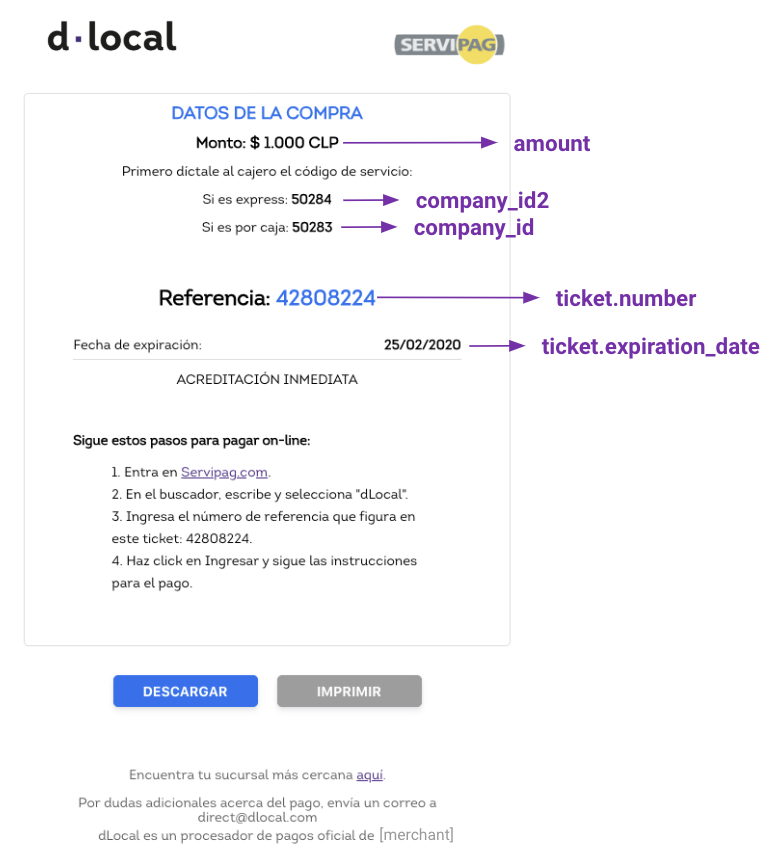 d·local
SERVIPAG
DATOS DE LA COMPRA
Monto: $ 1.000 CLP
amount
Primero díctale al cajero el código de servicio:
Si es express: 50284
company_id2
Si es por caja: 50283
company_id
Referencia: 42808224
ticket.number
Fecha de expiración: 25/02/2020
ticket.expiration_date
ACREDITACIÓN INMEDIATA
Sigue estos pasos para pagar on-line:
1. Entra en Servipag.com.
2. En el buscador, escribe y selecciona "dLocal".
3. Ingresa el número de referencia que figura en
este ticket: 42808224.
4. Haz click en Ingresar y sigue las instrucciones
para el pago.
DESCARGAR
IMPRIMIR
Encuentra tu sucursal más cercana aquí.
Por dudas adicionales acerca del pago, envía un correo a
direct@dlocal.com
dLocal es un procesador de pagos oficial de [merchant]